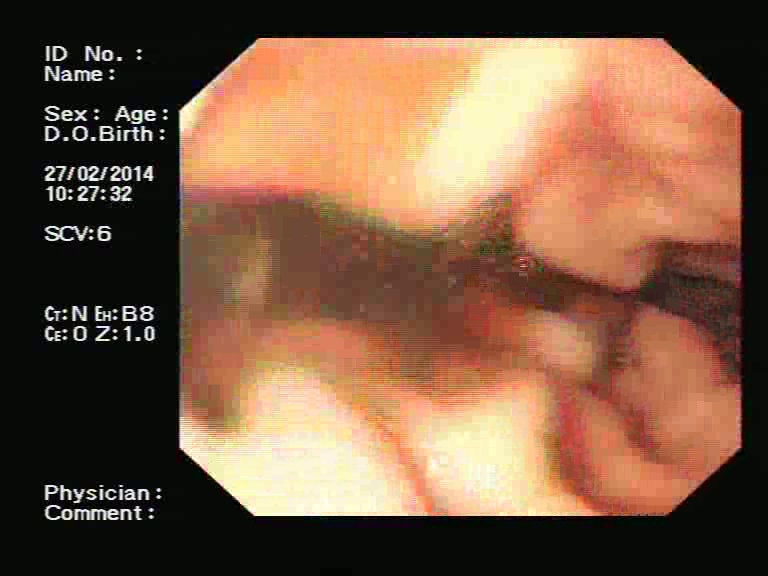 ID No. :
Name :
Sex : Age :
D.O.Birth :
27/02/2014
10:27:32
SCV:6
CT:N EH:B8
CE:0 Z:1.0
Physician :
Comment :